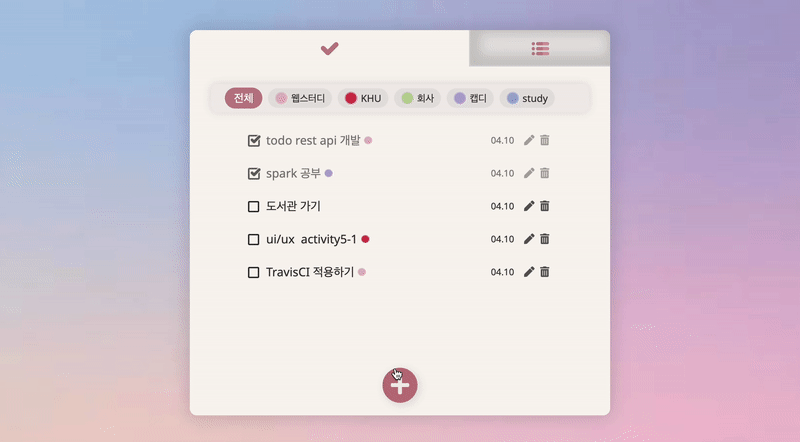 전체 웹스터디 KHU 회사 캡디 study
todo rest api 개발 04.10
spark 공부 04.10
도서관 가기 04.10
ui/ux activity5-1 04.10
TravisCI 적용하기 04.10